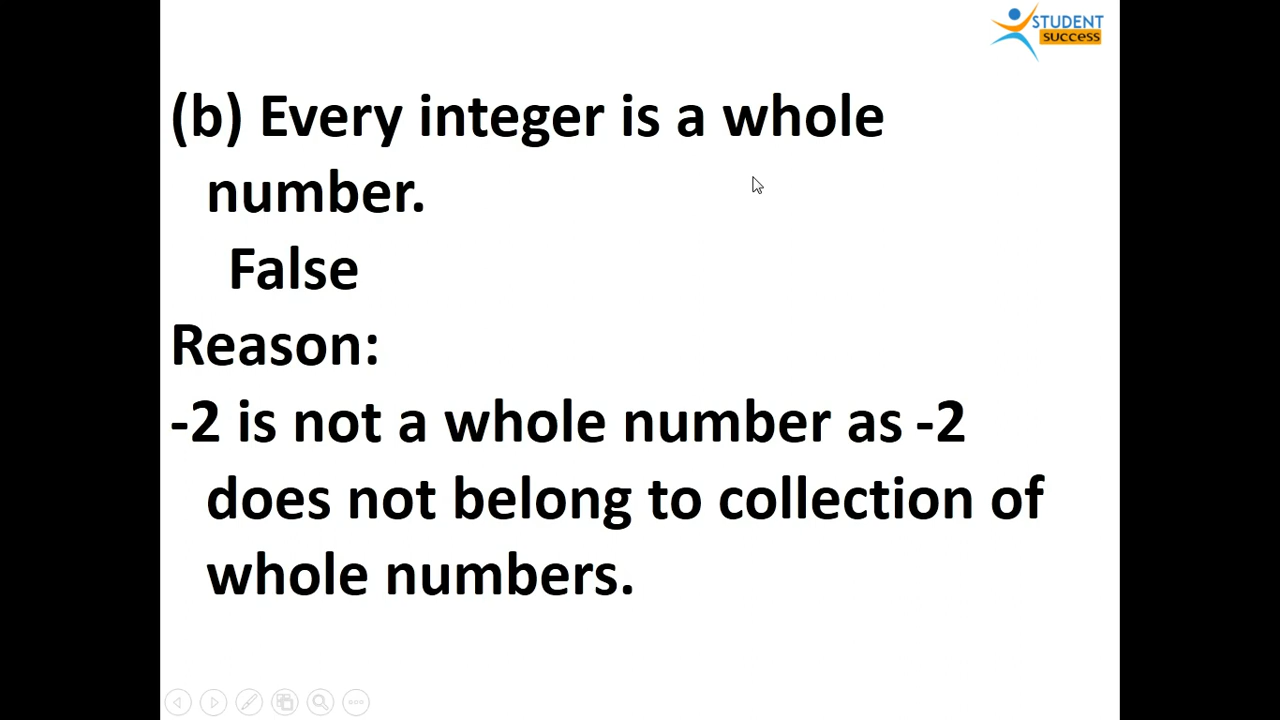 STUDENT
success
(b) Every integer is a whole
number.
False
Reason:
-2 is not a whole number as -2
does not belong to collection of
whole numbers.